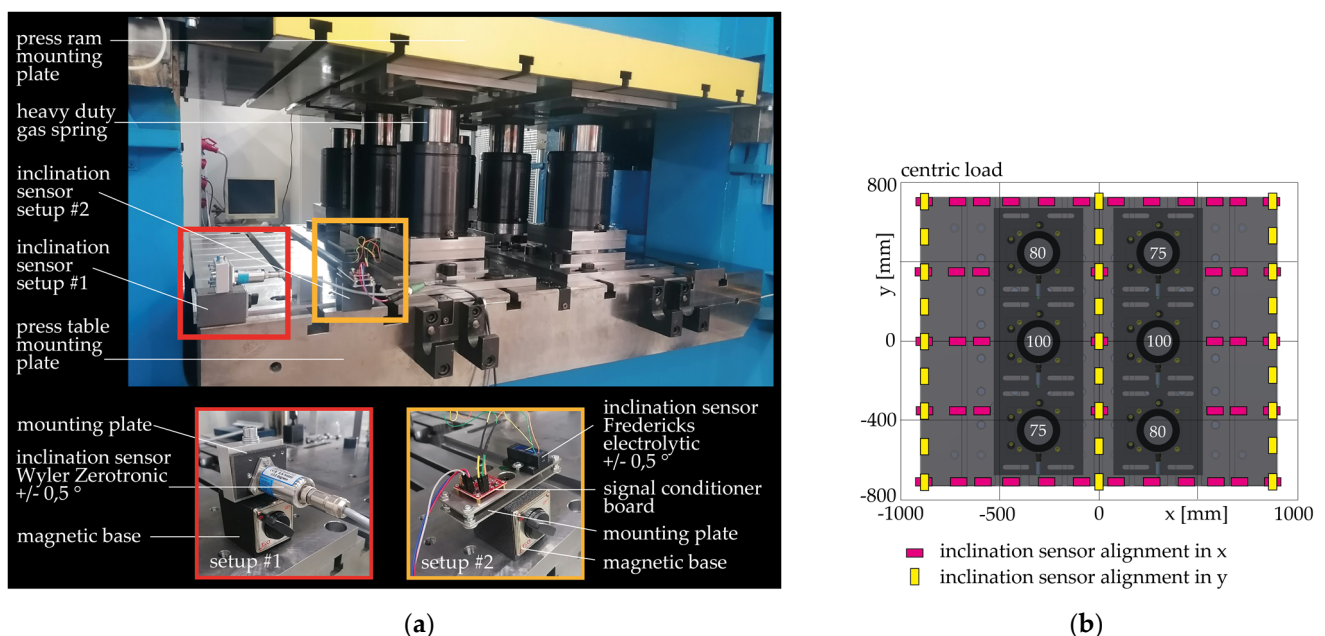 press ram
mounting
plate
heavy duty
gas spring
inclination
sensor
setup #2
inclination
sensor
setup #1
press table
mounting
plate
mounting plate
inclination sensor
Wyler Zerotronic
+/- 0,5 °
magnetic base
setup #1
setup #2
inclination sensor
Fredericks
electrolytic
+/- 0,5 °
signal conditioner
board
mounting plate
magnetic base
(a)
centric load
800
y [mm]
0
-400
-800
-1000
-500
0
x [mm]
1000
80
75
100
100
75
80
inclination sensor alignment in x
inclination sensor alignment in y
(b)